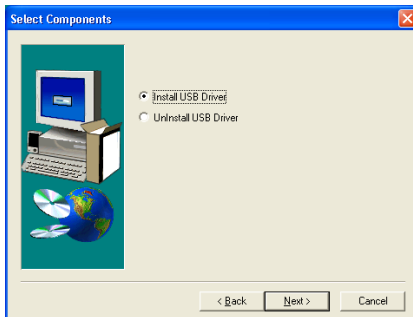 Select Components
Install USB Driver
UnInstall USB Driver
< Back
Next >
Cancel